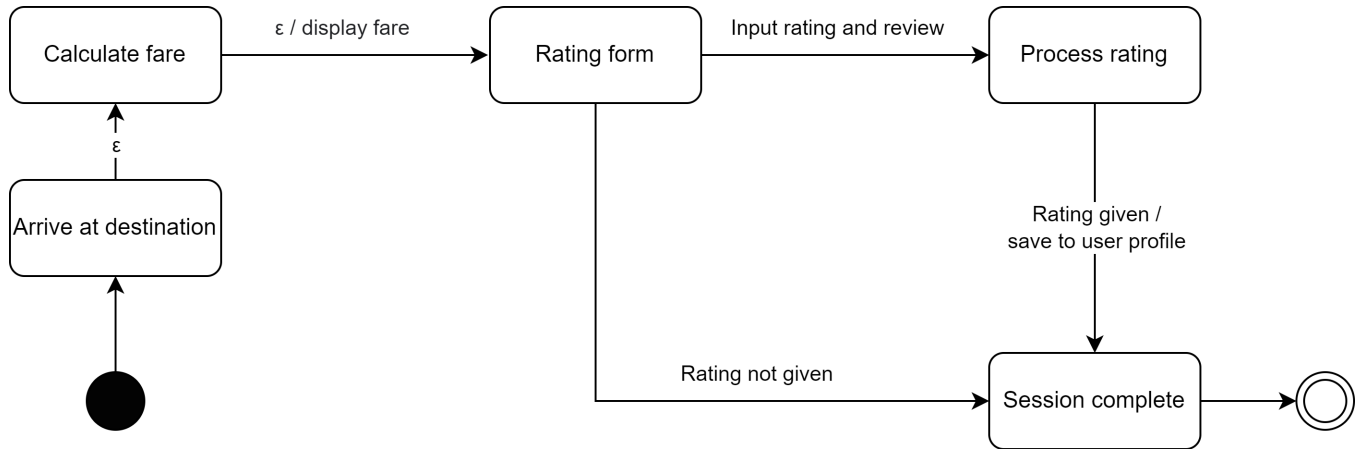 Calculate fare
ε / display fare
Rating form
Input rating and review
Process rating
ε
Arrive at destination
Rating given /
save to user profile
Rating not given
Session complete